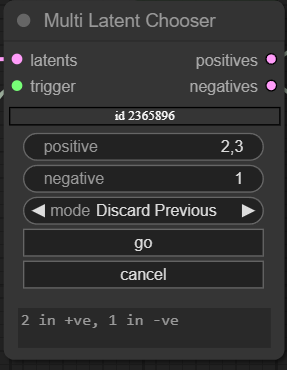 Multi Latent Chooser
latents positives
trigger negatives
id 2365896
positive 2,3
negative 1
mode Discard Previous
go
cancel
2 in +ve, 1 in -ve